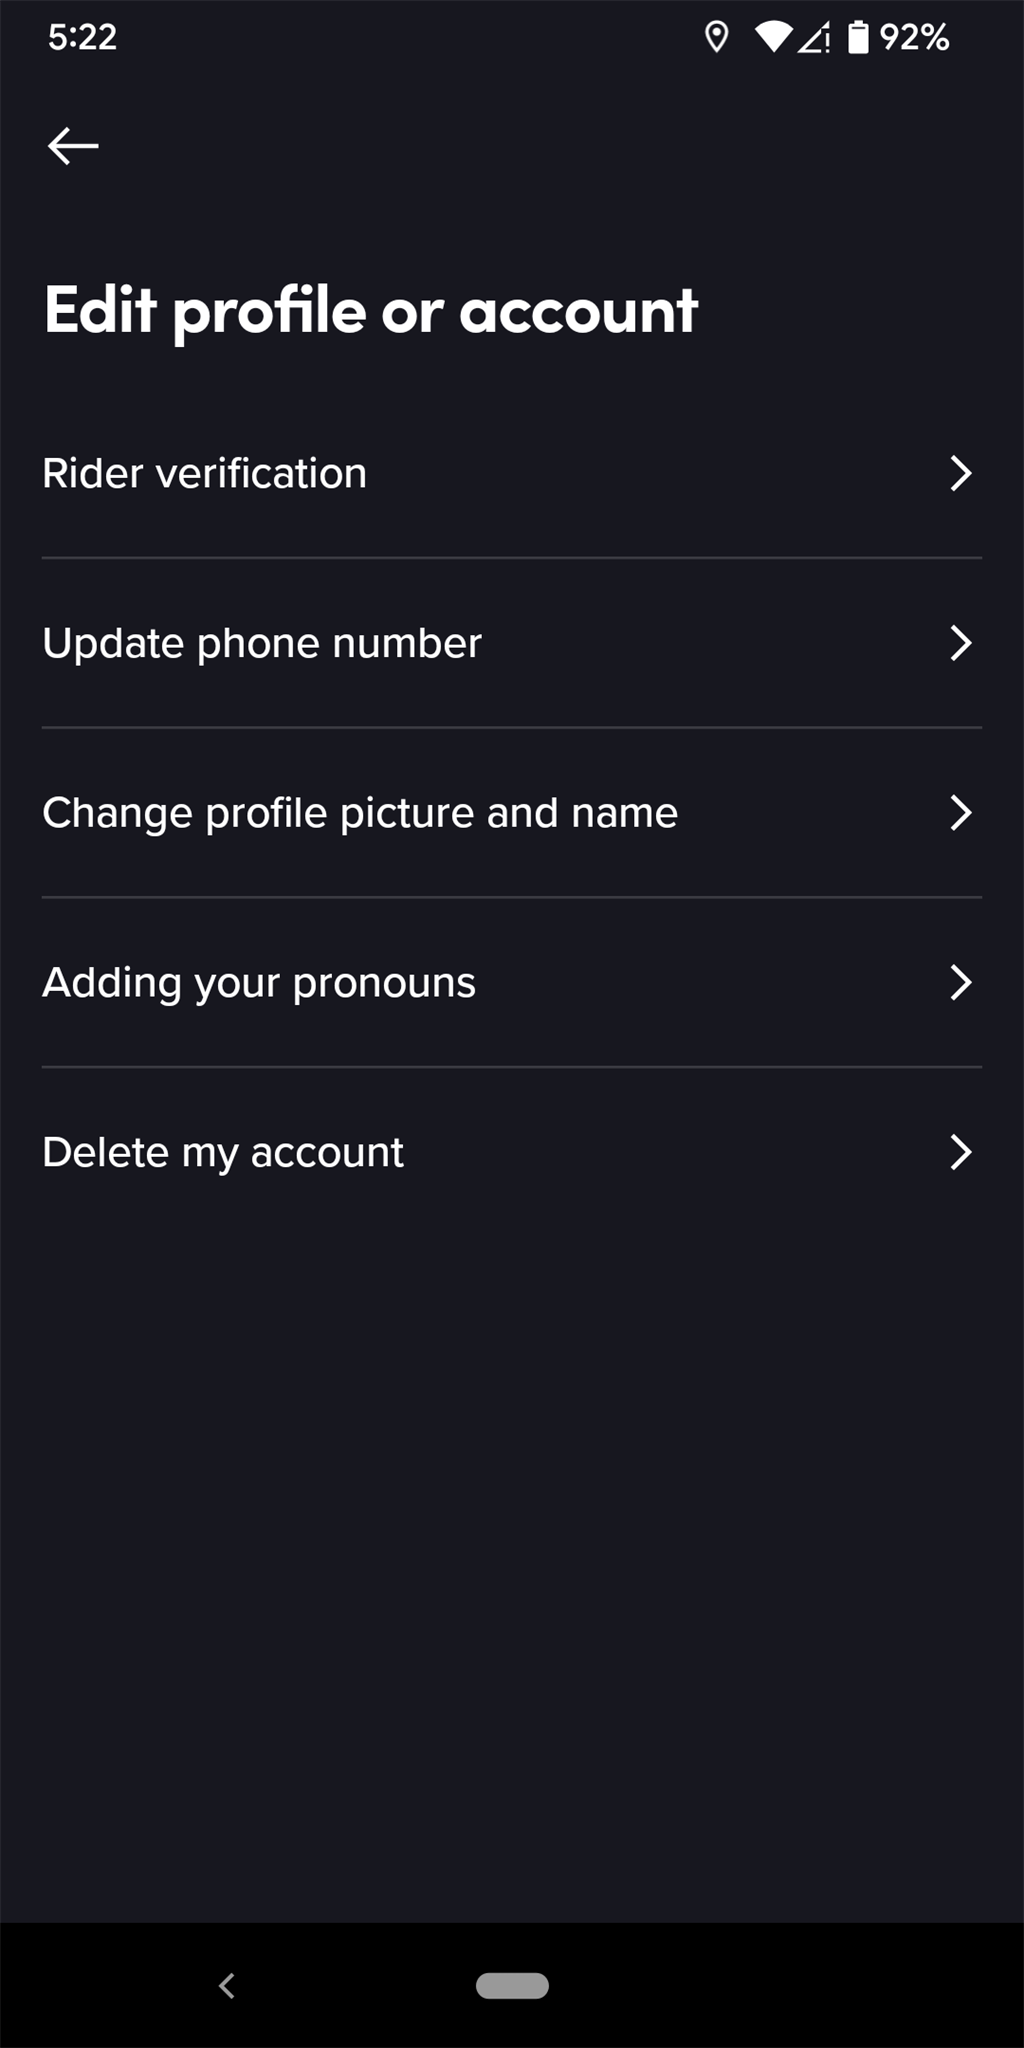 5:22
92%
Edit profile or account
Rider verification
Update phone number
Change profile picture and name
Adding your pronouns
Delete my account